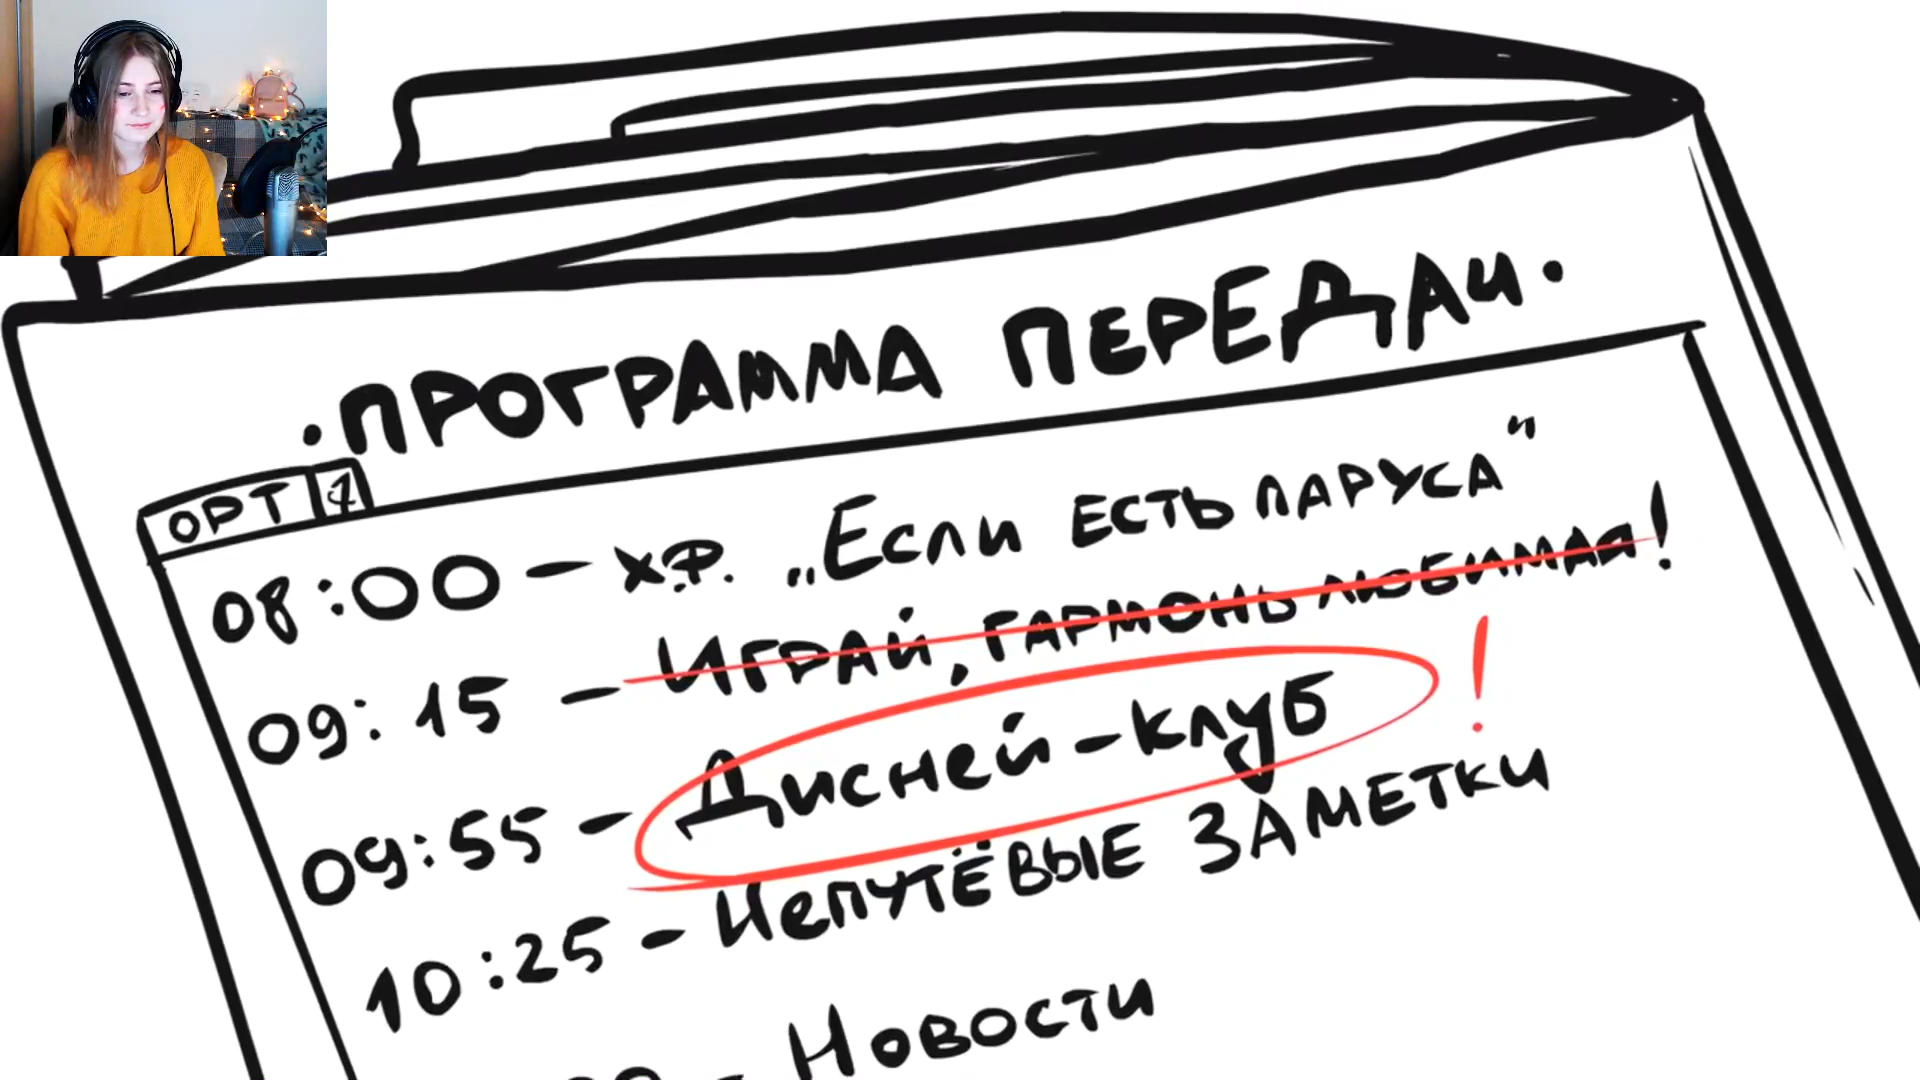 •ПРОГРАММА ПЕРЕДАЧ•
ОРТ 1
08:00 – х.ф. „Если есть паруса"
09:15 – Играй, гармонь любимая!
09:55 – Дисней-клуб !
10:25 – Непутёвые заметки
– Новости